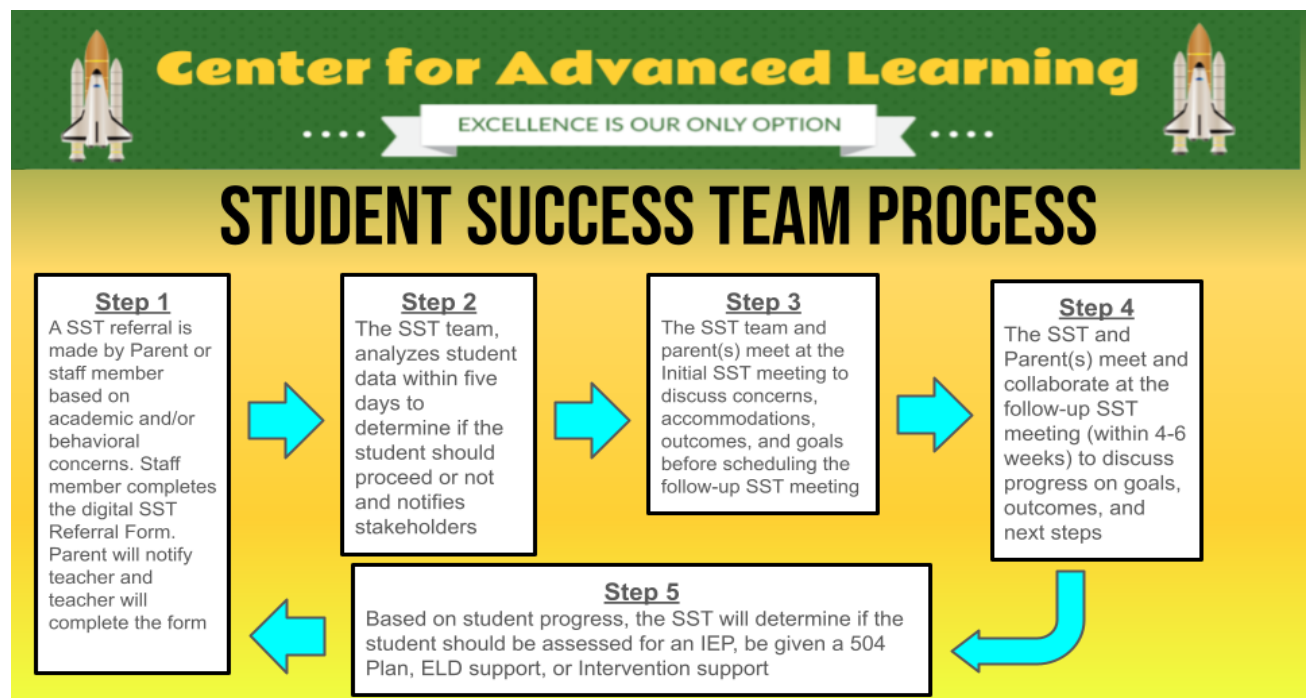 Center for Advanced Learning
EXCELLENCE IS OUR ONLY OPTION
STUDENT SUCCESS TEAM PROCESS
Step 1
A SST referral is
made by Parent or
staff member
based on
academic and/or
behavioral
concerns. Staff
member completes
the digital SST
Referral Form.
Parent will notify
teacher and
teacher will
complete the form
Step 2
The SST team,
analyzes student
data within five
days to
determine if the
student should
proceed or not
and notifies
stakeholders
Step 3
The SST team and
parent(s) meet at the
Initial SST meeting to
discuss concerns,
accommodations,
outcomes, and goals
before scheduling the
follow-up SST meeting
Step 4
The SST and
Parent(s) meet and
collaborate at the
follow-up SST
meeting (within 4-6
weeks) to discuss
progress on goals,
outcomes, and
next steps
Step 5
Based on student progress, the SST will determine if the
student should be assessed for an IEP, be given a 504
Plan, ELD support, or Intervention support